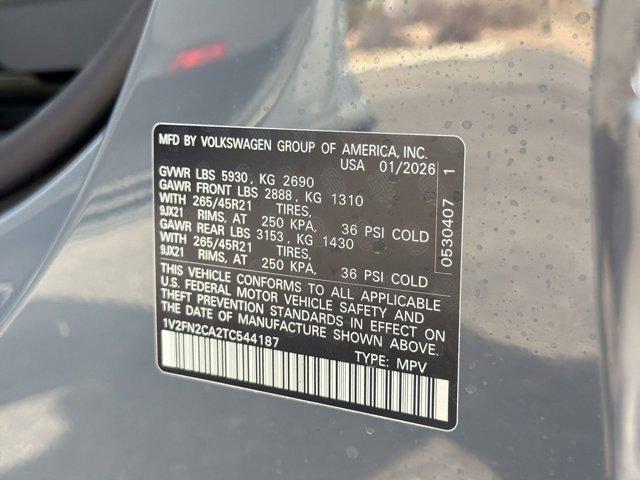 MFD BY VOLKSWAGEN GROUP OF AMERICA, INC.
USA 01/2026
GVWR LBS 5930, KG 2690
GAWR FRONT LBS 2888, KG 1310
WITH 265/45R21 TIRES,
9JX21 RIMS, AT 250 KPA, 36 PSI COLD
GAWR REAR LBS 3153, KG 1430
WITH 265/45R21 TIRES,
9JX21 RIMS, AT 250 KPA, 36 PSI COLD
THIS VEHICLE CONFORMS TO ALL APPLICABLE
U.S. FEDERAL MOTOR VEHICLE SAFETY AND
THEFT PREVENTION STANDARDS IN EFFECT ON
THE DATE OF MANUFACTURE SHOWN ABOVE.
1V2FN2CA2TC544187
TYPE: MPV
0530407 1